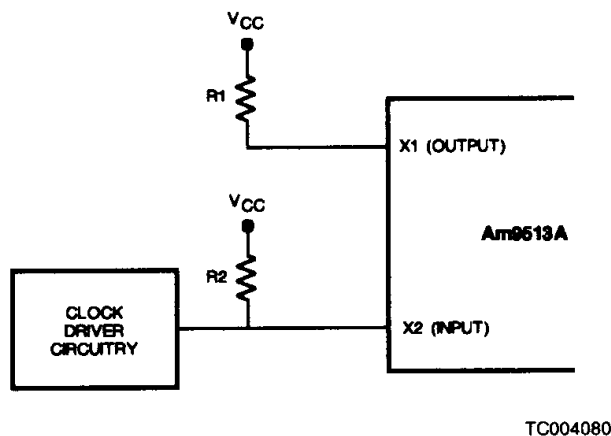 VCC
R1
X1 (OUTPUT)
VCC
Am9513A
R2
CLOCK
DRIVER
CIRCUITRY
X2 (INPUT)
TC004080